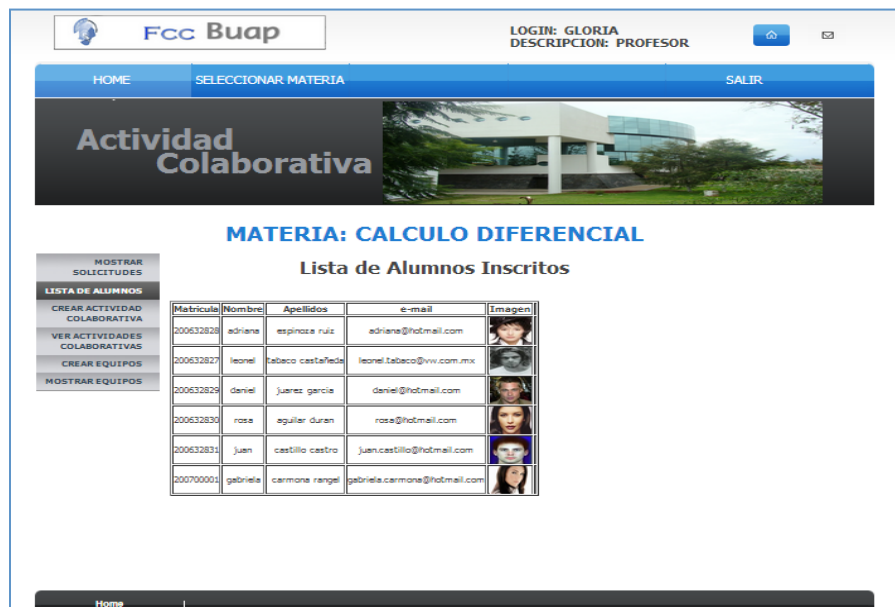 Fcc Buap
LOGIN: GLORIA
DESCRIPCION: PROFESOR
HOME SELECCIONAR MATERIA SALIR
Actividad
Colaborativa
MATERIA: CALCULO DIFERENCIAL
MOSTRAR
SOLICITUDES
LISTA DE ALUMNOS
CREAR ACTIVIDAD
COLABORATIVA
VER ACTIVIDADES
COLABORATIVAS
CREAR EQUIPOS
MOSTRAR EQUIPOS
Lista de Alumnos Inscritos
Matricula Nombre Apellidos e-mail Imagen
200632828 adriana espinoza ruiz adriana@hotmail.com
200632827 leonel tabaco castañeda leonel.tabaco@vw.com.mx
200632829 daniel juarez garcia daniel@hotmail.com
200632830 rosa aguilar duran rosa@hotmail.com
200632831 juan castillo castro juan.castillo@hotmail.com
200700001 gabriela carmona rangel gabriela.carmona@hotmail.com
Home